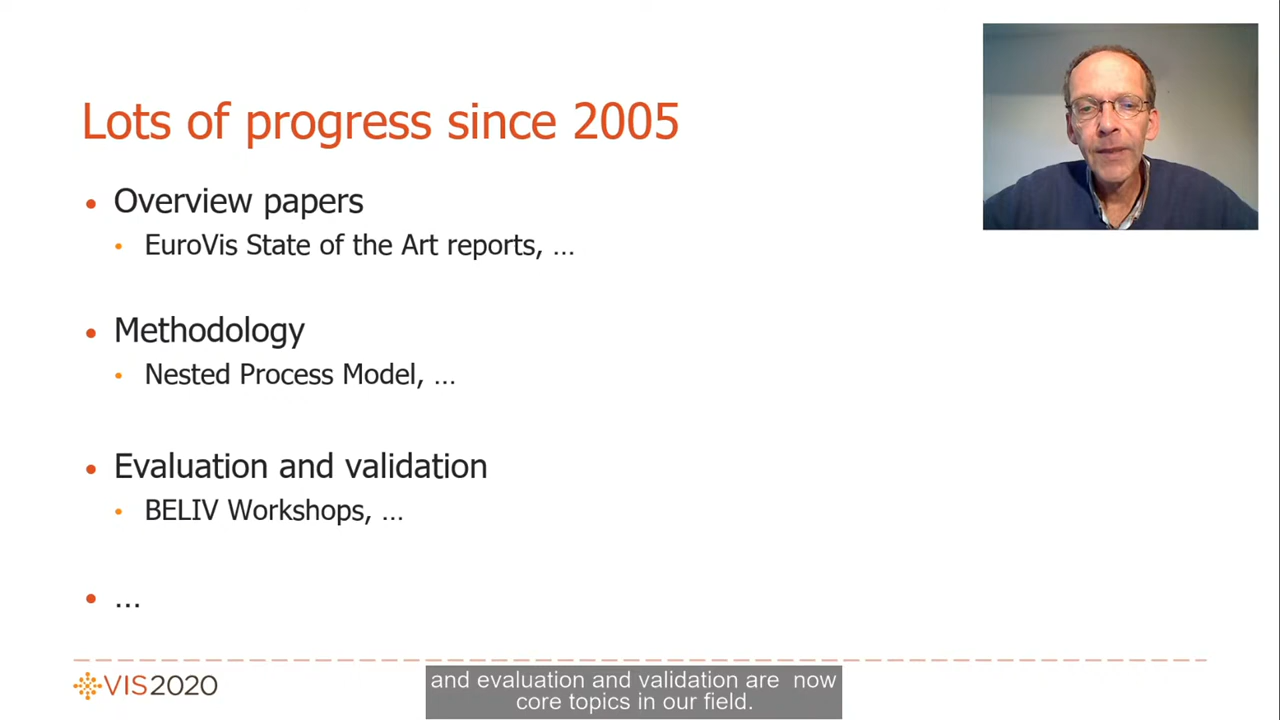 Lots of progress since 2005
• Overview papers
• EuroVis State of the Art reports, ...
• Methodology
• Nested Process Model, ...
• Evaluation and validation
• BELIV Workshops, ...
• ...
VIS2020
and evaluation and validation are now
core topics in our field.